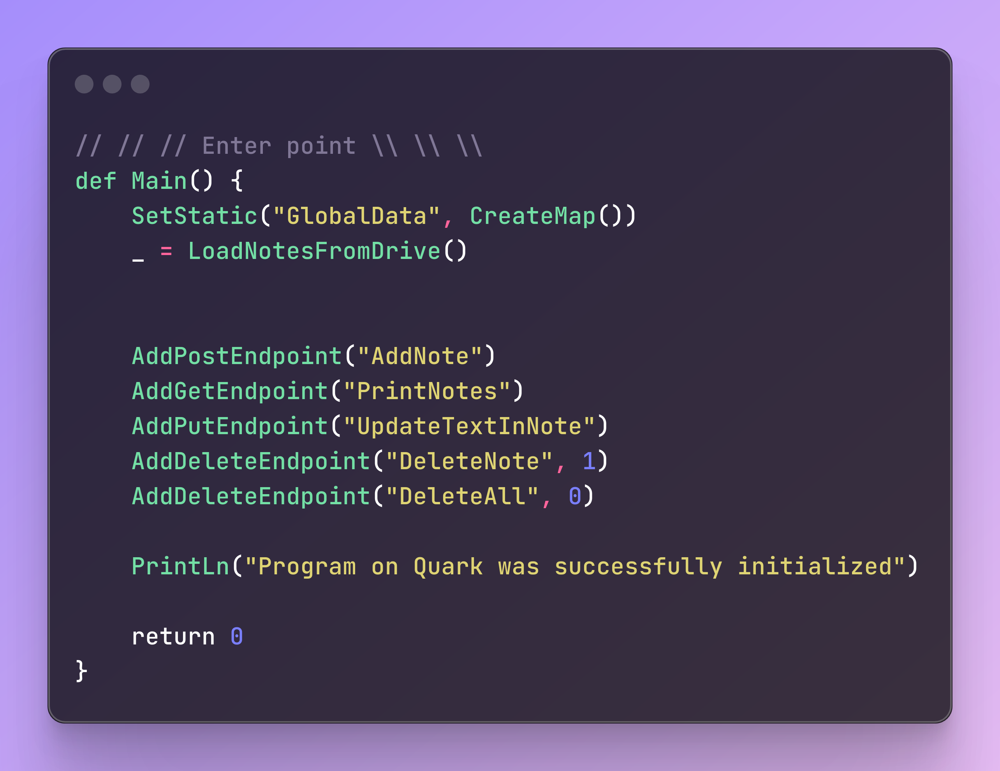 // // // Enter point \\ \\ \\
def Main() {
    SetStatic("GlobalData", CreateMap())
    _ = LoadNotesFromDrive()
    AddPostEndpoint("AddNote")
    AddGetEndpoint("PrintNotes")
    AddPutEndpoint("UpdateTextInNote")
    AddDeleteEndpoint("DeleteNote", 1)
    AddDeleteEndpoint("DeleteAll", 0)
    PrintLn("Program on Quark was successfully initialized")
    return 0
}